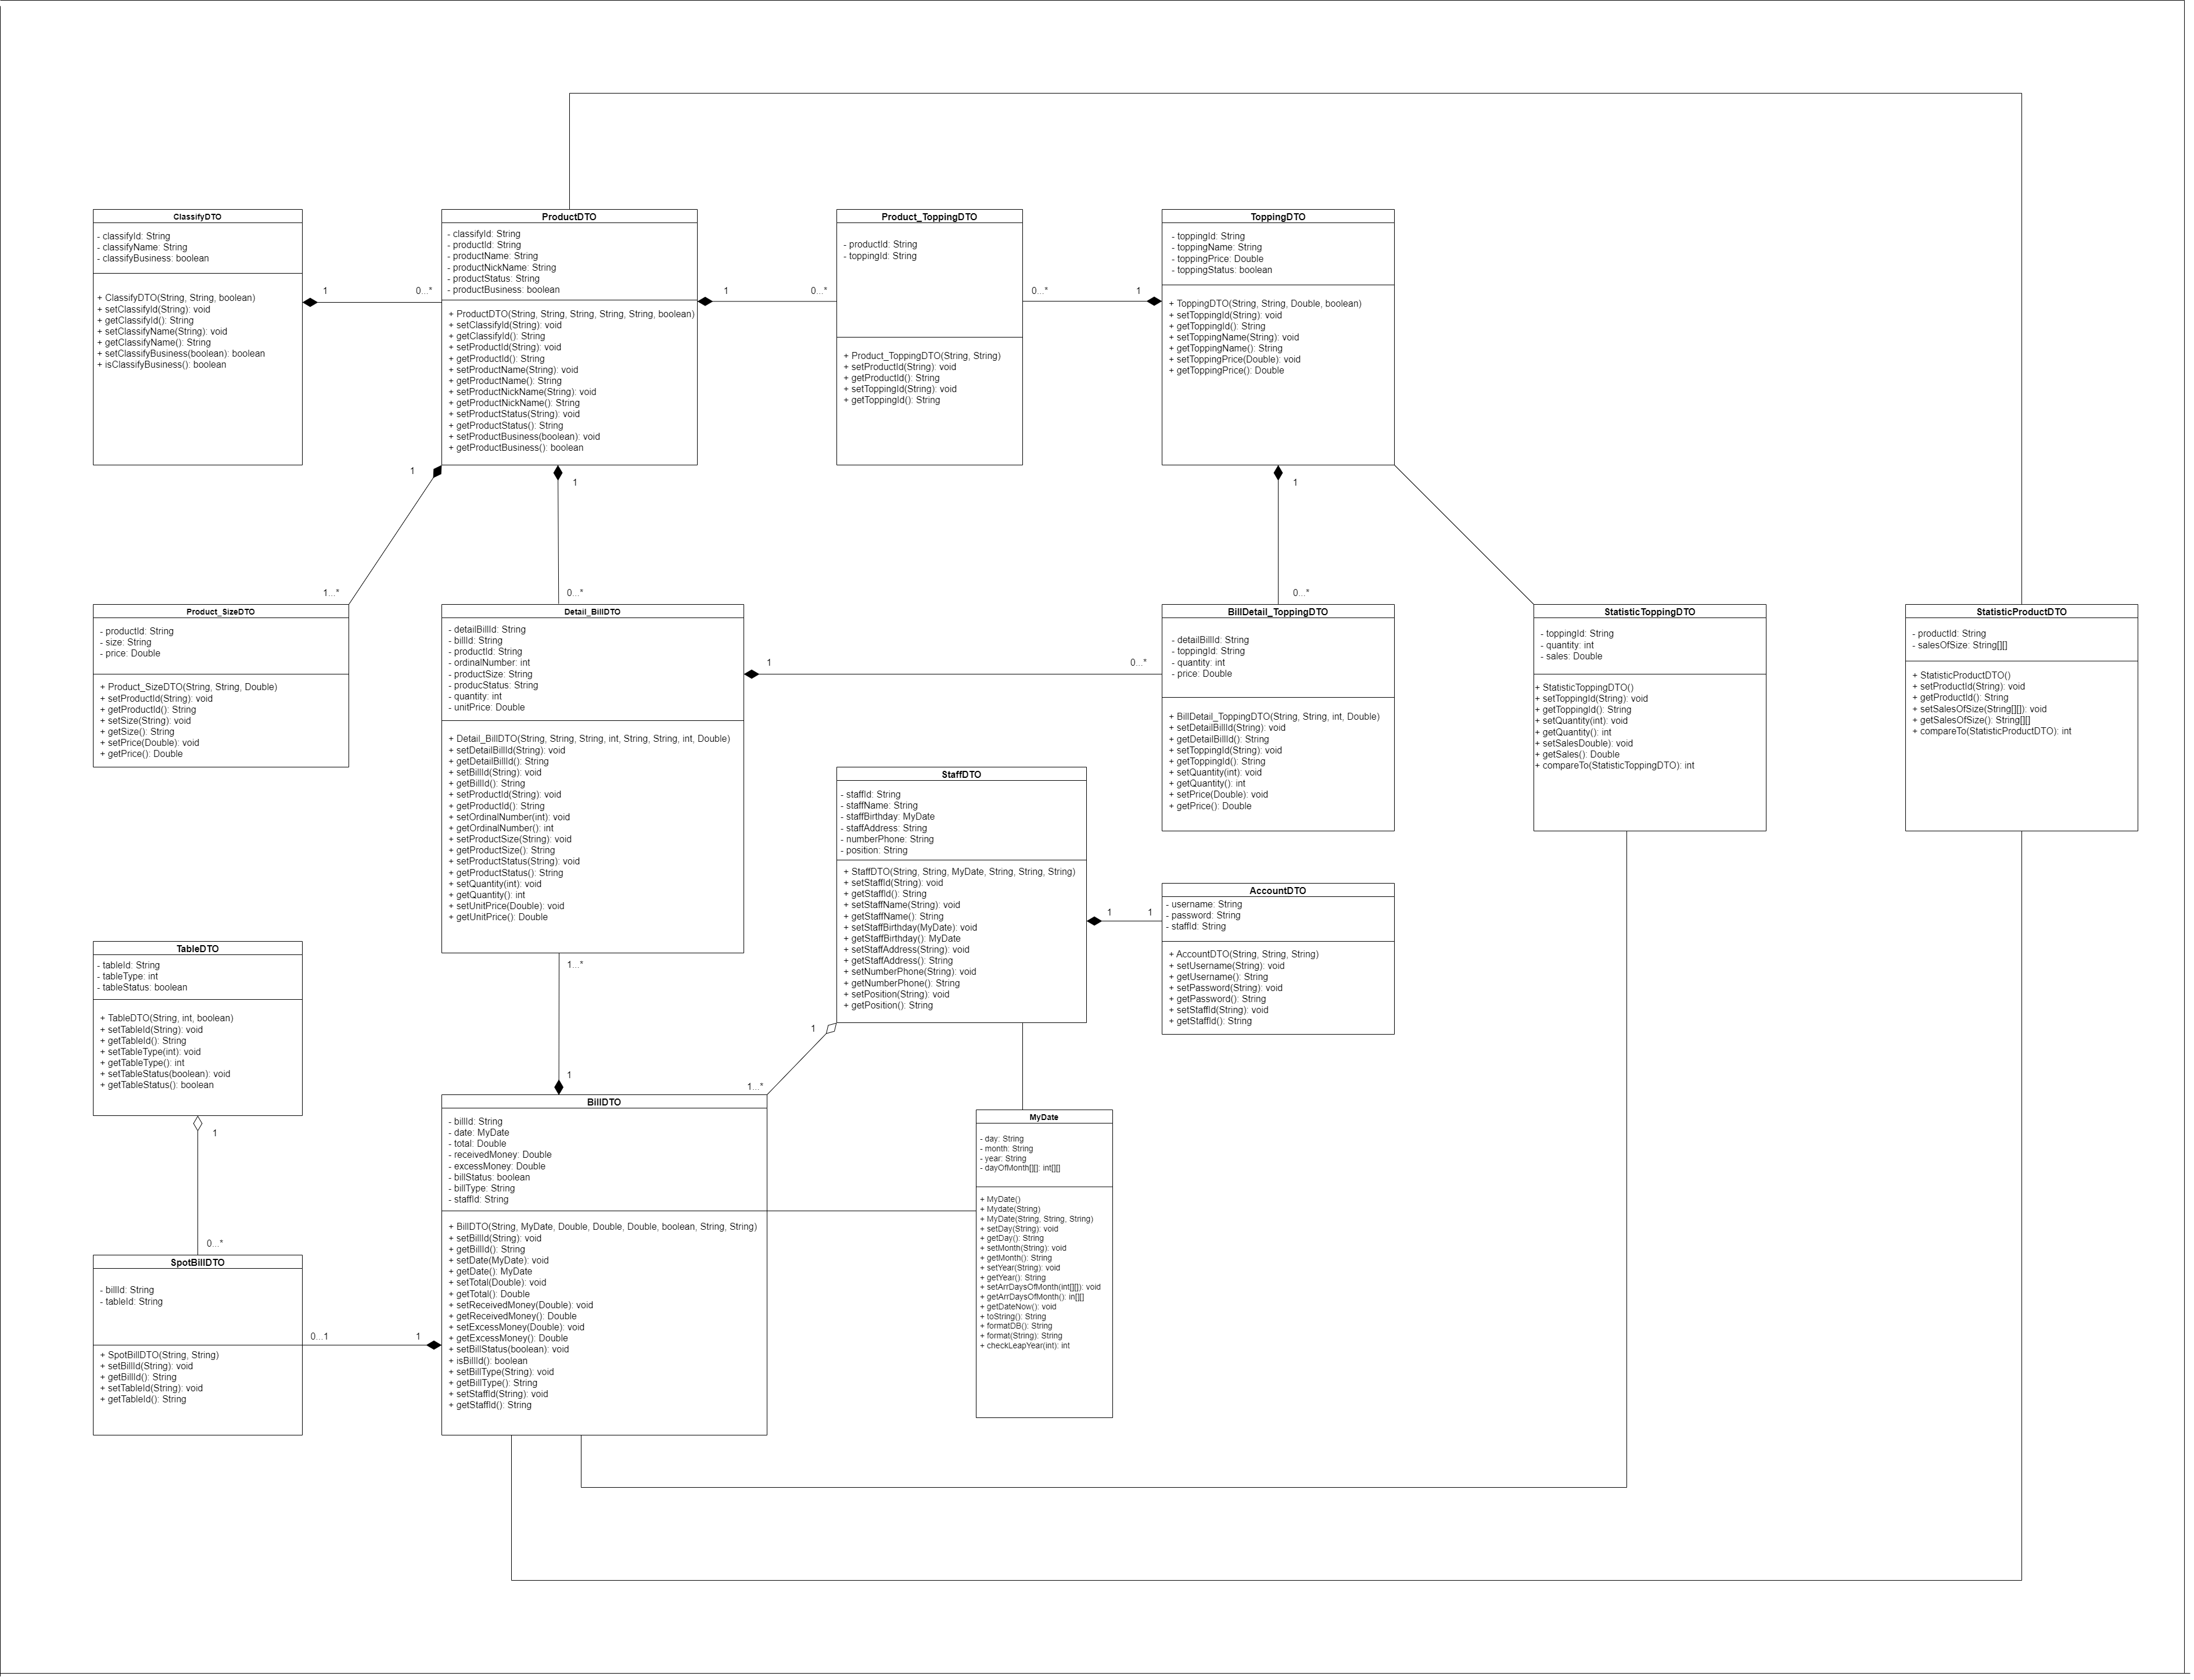 ClassifyDTO
- classifyId: String
- classifyName: String
- classifyBusiness: boolean
+ ClassifyDTO(String, String, boolean)
+ setClassifyId(String): void
+ getClassifyId(): String
+ setClassifyName(String): void
+ getClassifyName(): String
+ setClassifyBusiness(boolean): boolean
+ isClassifyBusiness(): boolean
1
0...*
ProductDTO
- classifyId: String
- productId: String
- productName: String
- productNickName: String
- productStatus: String
- productBusiness: boolean
+ ProductDTO(String, String, String, String, String, boolean)
+ setClassifyId(String): void
+ getClassifyId(): String
+ setProductId(String): void
+ getProductId(): String
+ setProductName(String): void
+ getProductName(): String
+ setProductNickName(String): void
+ getProductNickName(): String
+ setProductStatus(String): void
+ getProductStatus(): String
+ setProductBusiness(boolean): void
+ getProductBusiness(): boolean
1
0...*
Product_ToppingDTO
- productId: String
- toppingId: String
+ Product_ToppingDTO(String, String)
+ setProductId(String): void
+ getProductId(): String
+ setToppingId(String): void
+ getToppingId(): String
0...*
1
ToppingDTO
- toppingId: String
- toppingName: String
- toppingPrice: Double
- toppingStatus: boolean
+ ToppingDTO(String, String, Double, boolean)
+ setToppingId(String): void
+ getToppingId(): String
+ setToppingName(String): void
+ getToppingName(): String
+ setToppingPrice(Double): void
+ getToppingPrice(): Double
1
1...*
1
0...*
1
0...*
Product_SizeDTO
- productId: String
- size: String
- price: Double
+ Product_SizeDTO(String, String, Double)
+ setProductId(String): void
+ getProductId(): String
+ setSize(String): void
+ getSize(): String
+ setPrice(Double): void
+ getPrice(): Double
Detail_BillDTO
- detailBillId: String
- billId: String
- productId: String
- ordinalNumber: int
- productSize: String
- producStatus: String
- quantity: int
- unitPrice: Double
+ Detail_BillDTO(String, String, String, int, String, String, int, Double)
+ setDetailBillId(String): void
+ getDetailBillId(): String
+ setBillId(String): void
+ getBillId(): String
+ setProductId(String): void
+ getProductId(): String
+ setOrdinalNumber(int): void
+ getOrdinalNumber(): int
+ setProductSize(String): void
+ getProductSize(): String
+ setProductStatus(String): void
+ getProductStatus(): String
+ setQuantity(int): void
+ getQuantity(): int
+ setUnitPrice(Double): void
+ getUnitPrice(): Double
1
0...*
BillDetail_ToppingDTO
- detailBillId: String
- toppingId: String
- quantity: int
- price: Double
+ BillDetail_ToppingDTO(String, String, int, Double)
+ setDetailBillId(String): void
+ getDetailBillId(): String
+ setToppingId(String): void
+ getToppingId(): String
+ setQuantity(int): void
+ getQuantity(): int
+ setPrice(Double): void
+ getPrice(): Double
StatisticToppingDTO
- toppingId: String
- quantity: int
- sales: Double
+ StatisticToppingDTO()
+ setToppingId(String): void
+ getToppingId(): String
+ setQuantity(int): void
+ getQuantity(): int
+ setSalesDouble): void
+ getSales(): Double
+ compareTo(StatisticToppingDTO): int
StatisticProductDTO
- productId: String
- salesOfSize: String[][]
+ StatisticProductDTO()
+ setProductId(String): void
+ getProductId(): String
+ setSalesOfSize(String[][]): void
+ getSalesOfSize(): String[][]
+ compareTo(StatisticProductDTO): int
StaffDTO
- staffId: String
- staffName: String
- staffBirthday: MyDate
- staffAddress: String
- numberPhone: String
- position: String
+ StaffDTO(String, String, MyDate, String, String, String)
+ setStaffId(String): void
+ getStaffId(): String
+ setStaffName(String): void
+ getStaffName(): String
+ setStaffBirthday(MyDate): void
+ getStaffBirthday(): MyDate
+ setStaffAddress(String): void
+ getStaffAddress(): String
+ setNumberPhone(String): void
+ getNumberPhone(): String
+ setPosition(String): void
+ getPosition(): String
1
1
AccountDTO
- username: String
- password: String
- staffId: String
+ AccountDTO(String, String, String)
+ setUsername(String): void
+ getUsername(): String
+ setPassword(String): void
+ getPassword(): String
+ setStaffId(String): void
+ getStaffId(): String
TableDTO
- tableId: String
- tableType: int
- tableStatus: boolean
+ TableDTO(String, int, boolean)
+ setTableId(String): void
+ getTableId(): String
+ setTableType(int): void
+ getTableType(): int
+ setTableStatus(boolean): void
+ getTableStatus(): boolean
1
0...*
1...*
1
1
1...*
SpotBillDTO
- billId: String
- tableId: String
+ SpotBillDTO(String, String)
+ setBillId(String): void
+ getBillId(): String
+ setTableId(String): void
+ getTableId(): String
0...1
1
BillDTO
- billId: String
- date: MyDate
- total: Double
- receivedMoney: Double
- excessMoney: Double
- billStatus: boolean
- billType: String
- staffId: String
+ BillDTO(String, MyDate, Double, Double, Double, boolean, String, String)
+ setBillId(String): void
+ getBillId(): String
+ setDate(MyDate): void
+ getDate(): MyDate
+ setTotal(Double): void
+ getTotal(): Double
+ setReceivedMoney(Double): void
+ getReceivedMoney(): Double
+ setExcessMoney(Double): void
+ getExcessMoney(): Double
+ setBillStatus(boolean): void
+ isBillId(): boolean
+ setBillType(String): void
+ getBillType(): String
+ setStaffId(String): void
+ getStaffId(): String
MyDate
- day: String
- month: String
- year: String
- dayOfMonth[][]: int[][]
+ MyDate()
+ Mydate(String)
+ MyDate(String, String, String)
+ setDay(String): void
+ getDay(): String
+ setMonth(String): void
+ getMonth(): String
+ setYear(String): void
+ getYear(): String
+ setArrDaysOfMonth(int[][]): void
+ getArrDaysOfMonth(): in[][]
+ getDateNow(): void
+ toString(): String
+ formatDB(): String
+ format(String): String
+ checkLeapYear(int): int